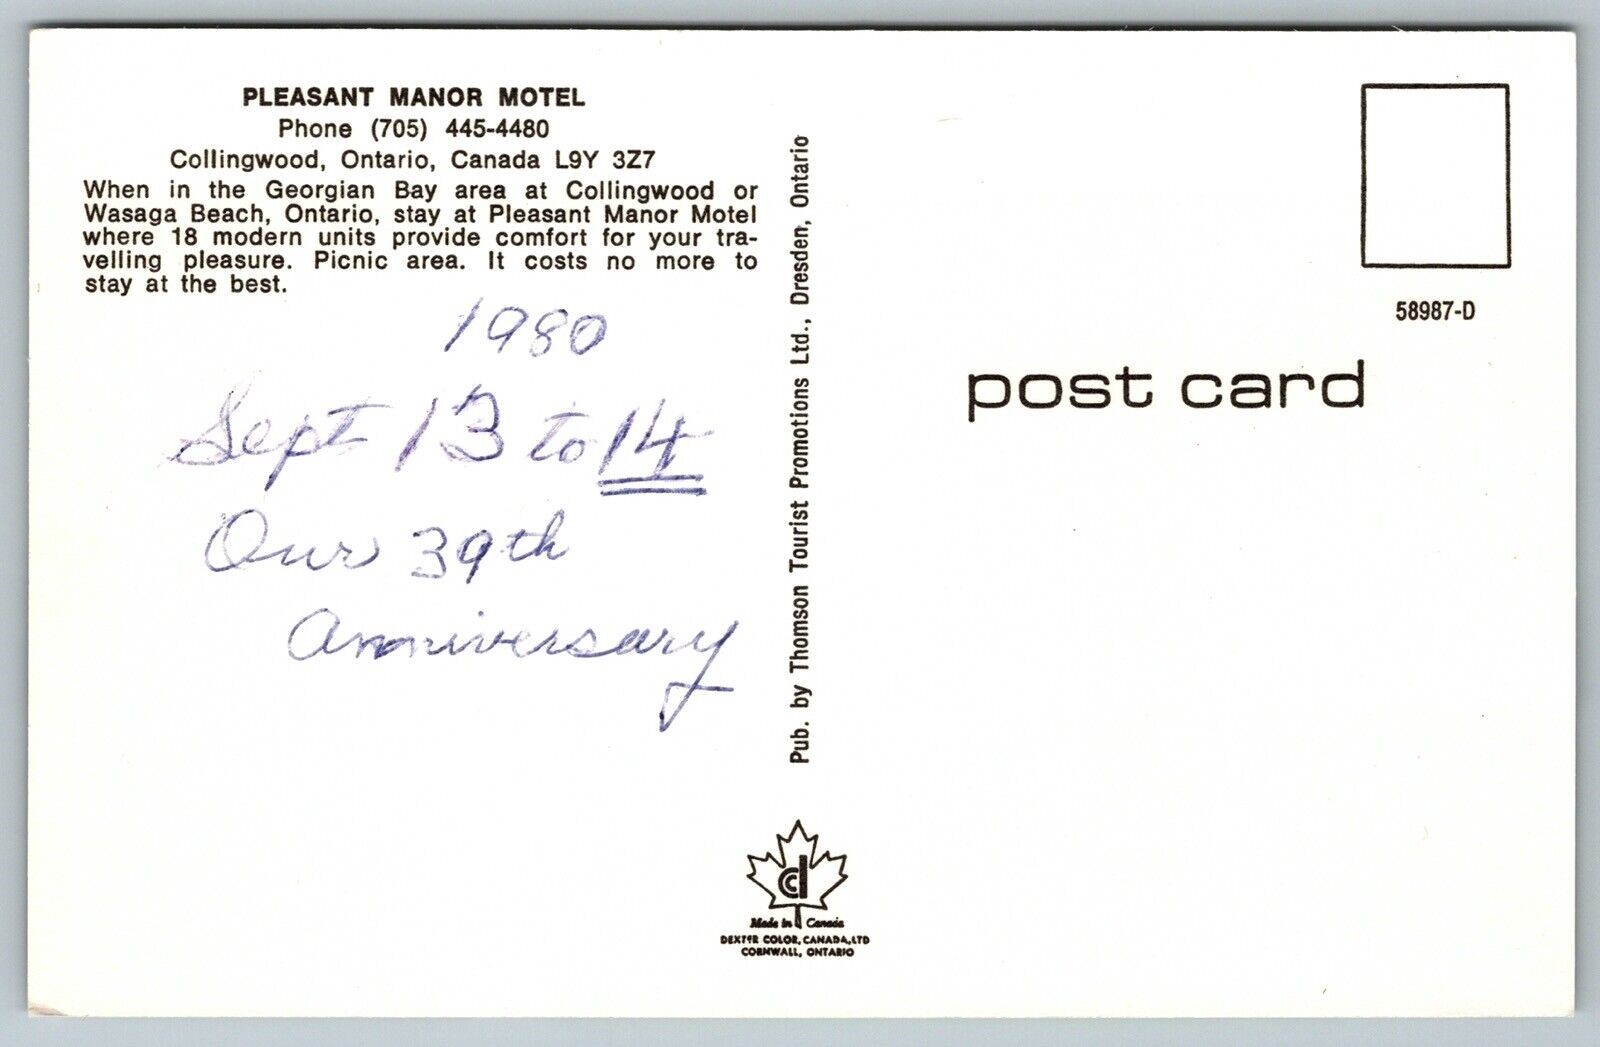 PLEASANT MANOR MOTEL
Phone (705) 445-4480
Collingwood, Ontario, Canada L9Y 3Z7
When in the Georgian Bay area at Collingwood or
Wasaga Beach, Ontario, stay at Pleasant Manor Motel
where 18 modern units provide comfort for your tra-
velling pleasure. Picnic area. It costs no more to
stay at the best.
1980
Sept 13 to 14
Our 39th
Anniversary
Pub. by Thomson Tourist Promotions Ltd., Dresden, Ontario
cd
Made in Canada
DEXTER COLOR, CANADA, LTD
CORNWALL, ONTARIO
58987-D
post card